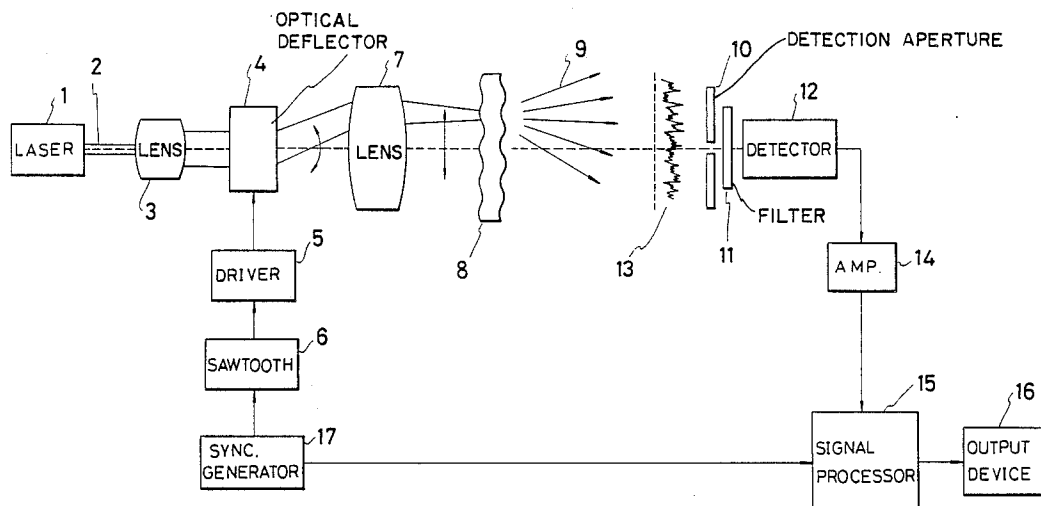 OPTICAL
DEFLECTOR
1
2
3
4
7
9
10
DETECTION APERTURE
12
LASER
LENS
LENS
DETECTOR
8
13
11
FILTER
5
DRIVER
AMP.
14
6
SAWTOOTH
15
16
17
SYNC.
GENERATOR
SIGNAL
PROCESSOR
OUTPUT
DEVICE